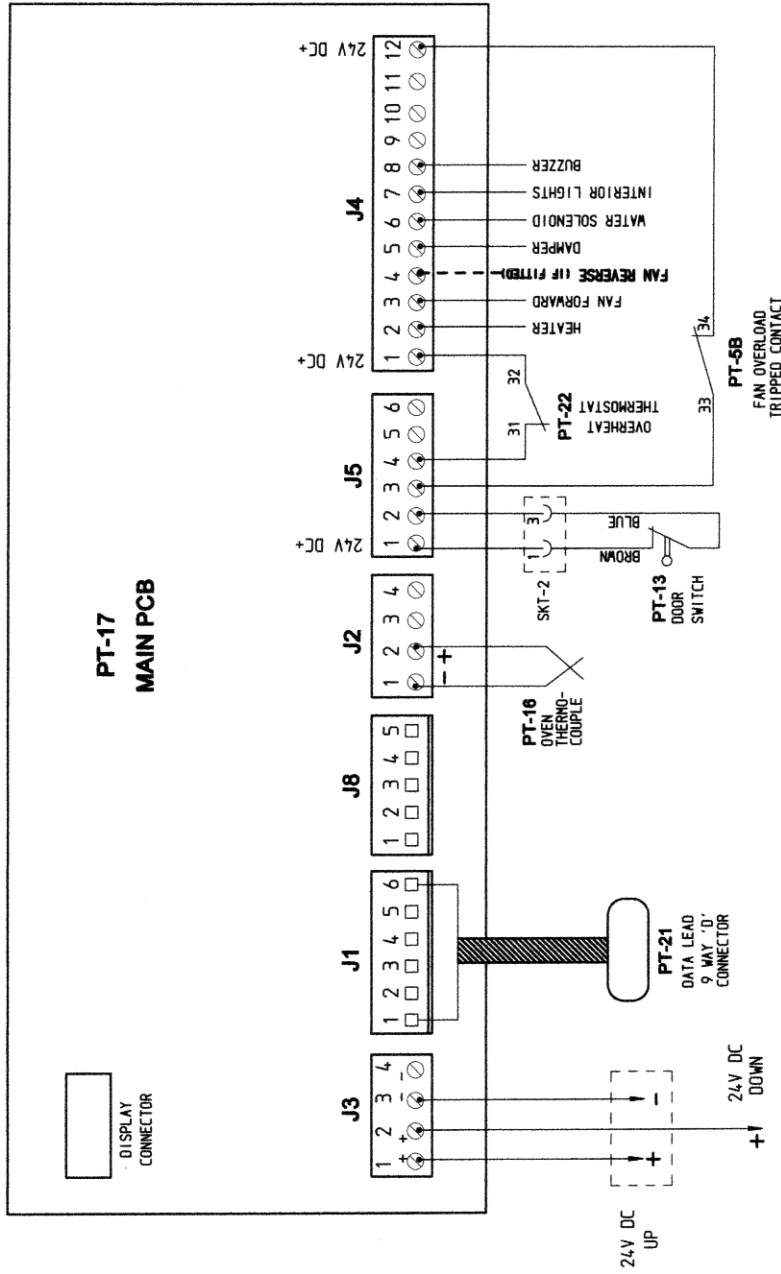 PT-17
MAIN PCB
DISPLAY
CONNECTOR
J3
1 2 3 4
+ + - -
J1
1 2 3 4 5 6
J8
1 2 3 4 5
J2
1 2 3 4
- +
J5
1 2 3 4 5 6
24V DC+
J4
1 2 3 4 5 6 7 8 9 10 11 12
24V DC+
24V DC+
24V DC
UP
+ -
24V DC
DOWN
+
PT-21
DATA LEAD
9 WAY 'D'
CONNECTOR
PT-16
OVEN
THERMO-
COUPLE
SKT-2
1 3
BROWN
BLUE
PT-13
DOOR
SWITCH
31 32
PT-22
OVERHEAT
THERMOSTAT
HEATER
FAN FORWARD
FAN REVERSE (IF FITTED)
DAMPER
WATER SOLENOID
INTERIOR LIGHTS
BUZZER
33 34
PT-5B
FAN OVERLOAD
TRIPPED CONTACT